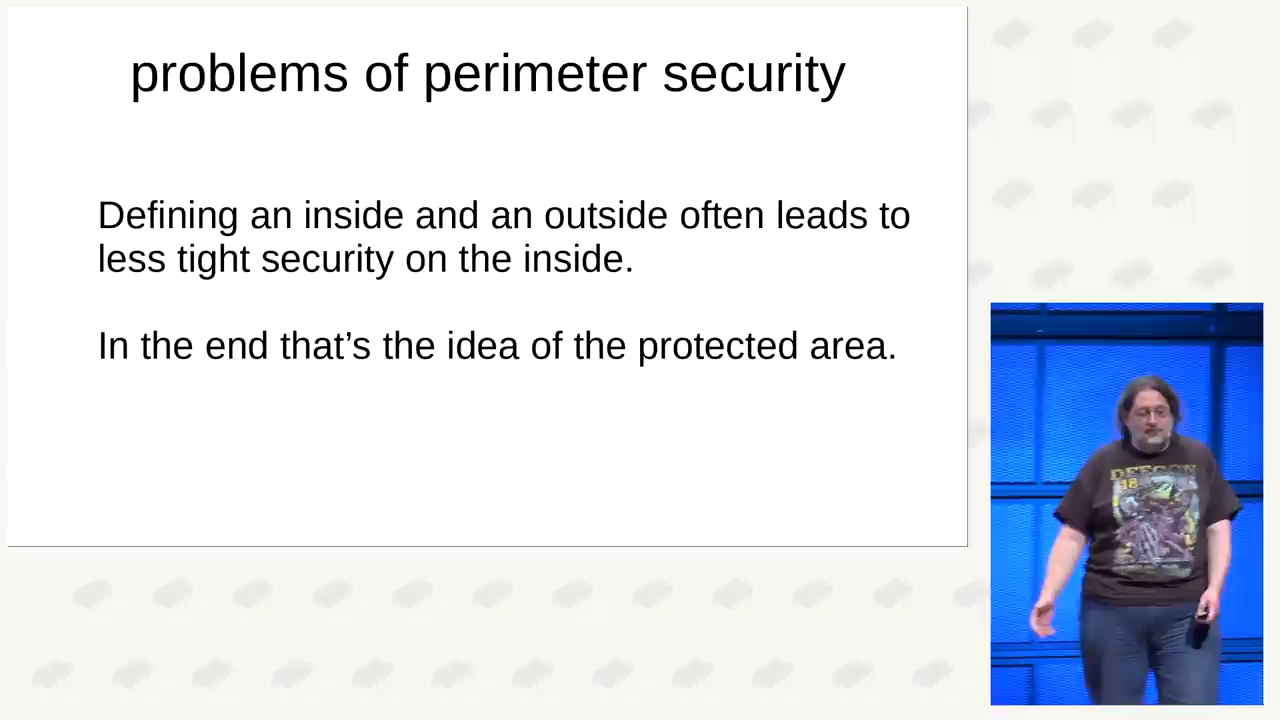 problems of perimeter security
Defining an inside and an outside often leads to
less tight security on the inside.
In the end that’s the idea of the protected area.
DEFCON
18